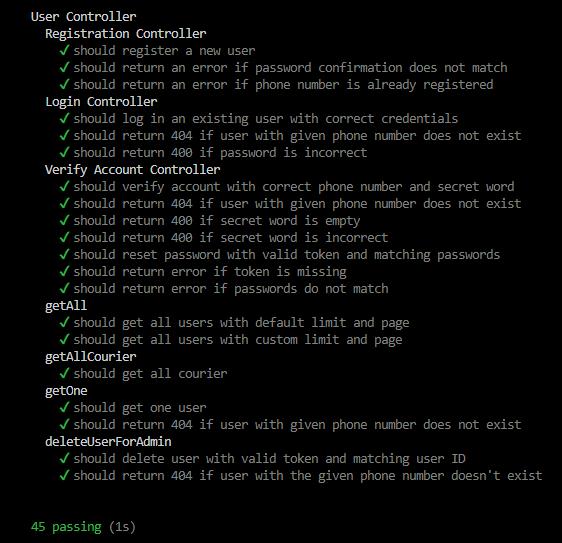 User Controller
Registration Controller
✓ should register a new user
✓ should return an error if password confirmation does not match
✓ should return an error if phone number is already registered
Login Controller
✓ should log in an existing user with correct credentials
✓ should return 404 if user with given phone number does not exist
✓ should return 400 if password is incorrect
Verify Account Controller
✓ should verify account with correct phone number and secret word
✓ should return 404 if user with given phone number does not exist
✓ should return 400 if secret word is empty
✓ should return 400 if secret word is incorrect
✓ should reset password with valid token and matching passwords
✓ should return error if token is missing
✓ should return error if passwords do not match
getAll
✓ should get all users with default limit and page
✓ should get all users with custom limit and page
getAllCourier
✓ should get all courier
getOne
✓ should get one user
✓ should return 404 if user with given phone number does not exist
deleteUserForAdmin
✓ should delete user with valid token and matching user ID
✓ should return 404 if user with the given phone number doesn't exist
45 passing (1s)